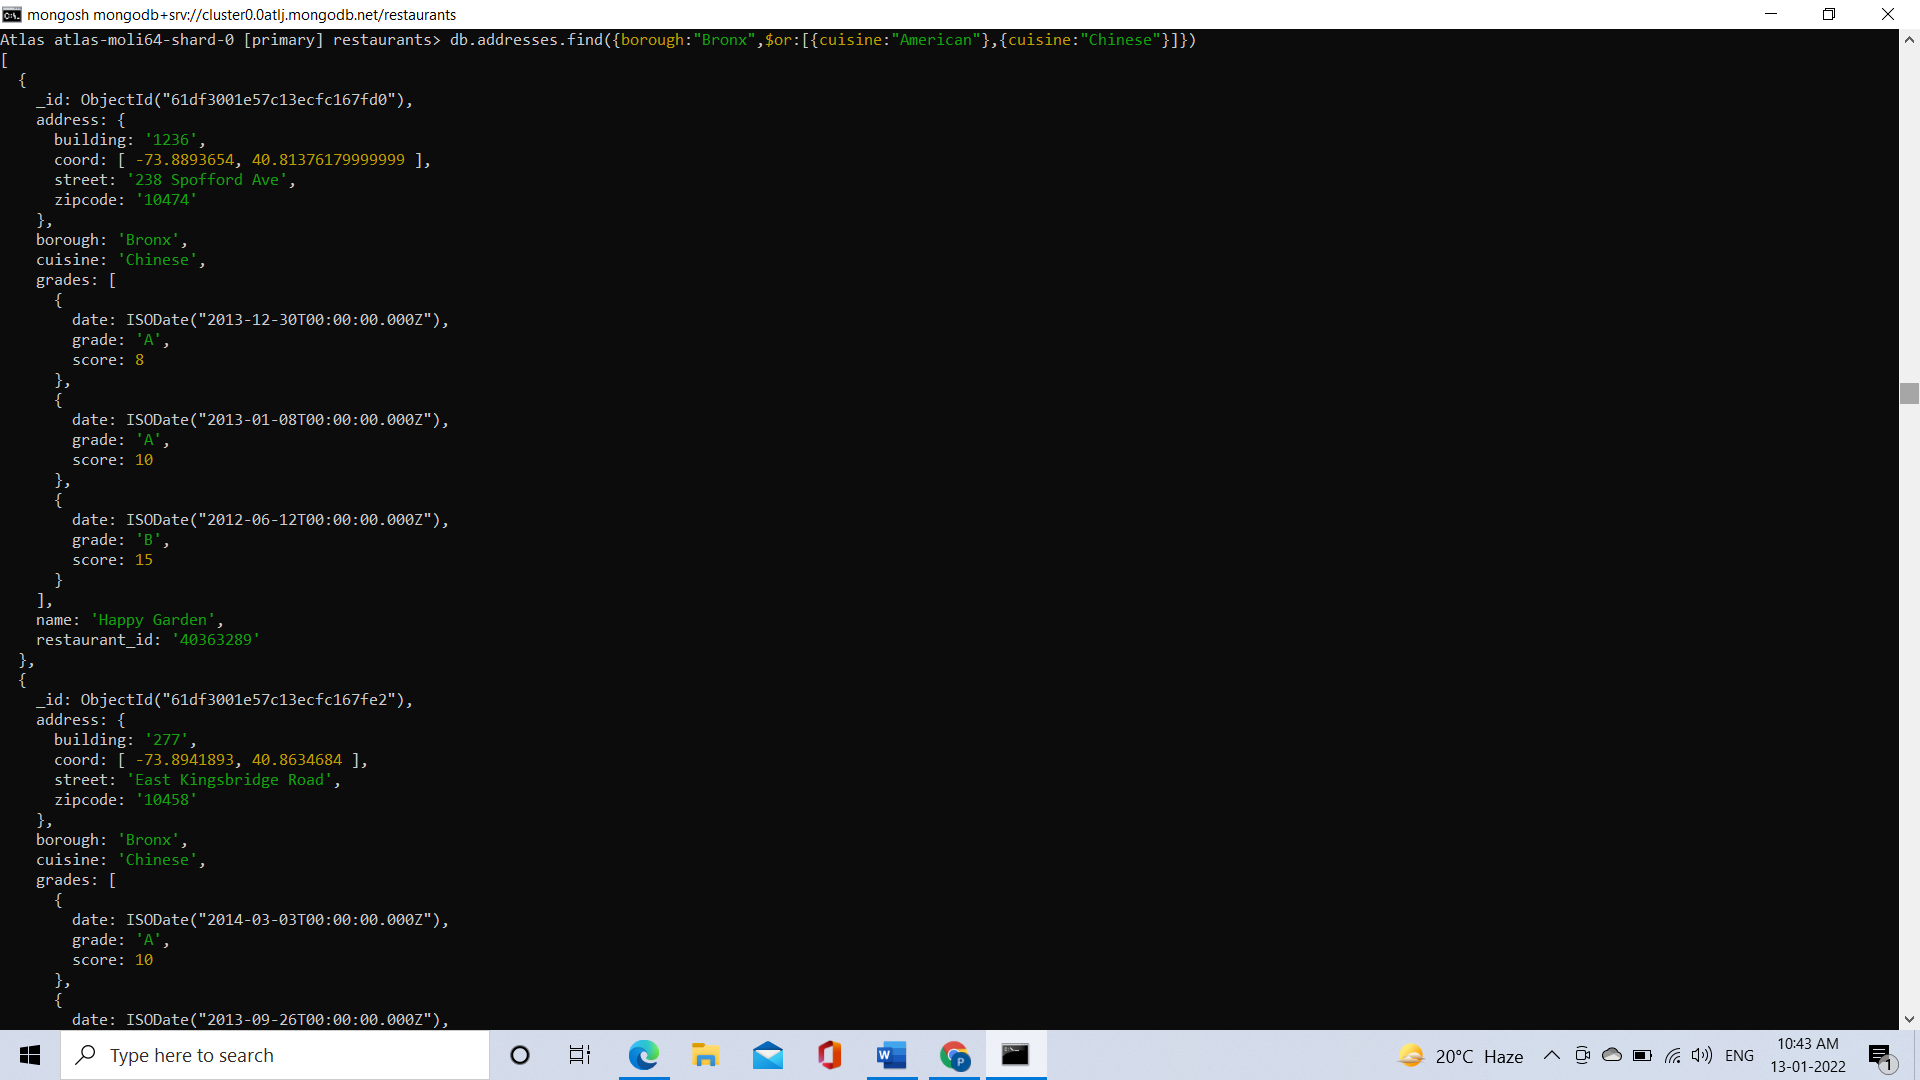 mongosh mongodb+srv://cluster0.0atlj.mongodb.net/restaurants
Atlas atlas-moli64-shard-0 [primary] restaurants> db.addresses.find({borough:"Bronx",$or:[{cuisine:"American"},{cuisine:"Chinese"}]})
[
  {
    _id: ObjectId("61df3001e57c13ecfc167fd0"),
    address: {
      building: '1236',
      coord: [ -73.8893654, 40.81376179999999 ],
      street: '238 Spofford Ave',
      zipcode: '10474'
    },
    borough: 'Bronx',
    cuisine: 'Chinese',
    grades: [
      {
        date: ISODate("2013-12-30T00:00:00.000Z"),
        grade: 'A',
        score: 8
      },
      {
        date: ISODate("2013-01-08T00:00:00.000Z"),
        grade: 'A',
        score: 10
      },
      {
        date: ISODate("2012-06-12T00:00:00.000Z"),
        grade: 'B',
        score: 15
      }
    ],
    name: 'Happy Garden',
    restaurant_id: '40363289'
  },
  {
    _id: ObjectId("61df3001e57c13ecfc167fe2"),
    address: {
      building: '277',
      coord: [ -73.8941893, 40.8634684 ],
      street: 'East Kingsbridge Road',
      zipcode: '10458'
    },
    borough: 'Bronx',
    cuisine: 'Chinese',
    grades: [
      {
        date: ISODate("2014-03-03T00:00:00.000Z"),
        grade: 'A',
        score: 10
      },
      {
        date: ISODate("2013-09-26T00:00:00.000Z"),
Type here to search
20°C Haze
ENG
10:43 AM
13-01-2022
1